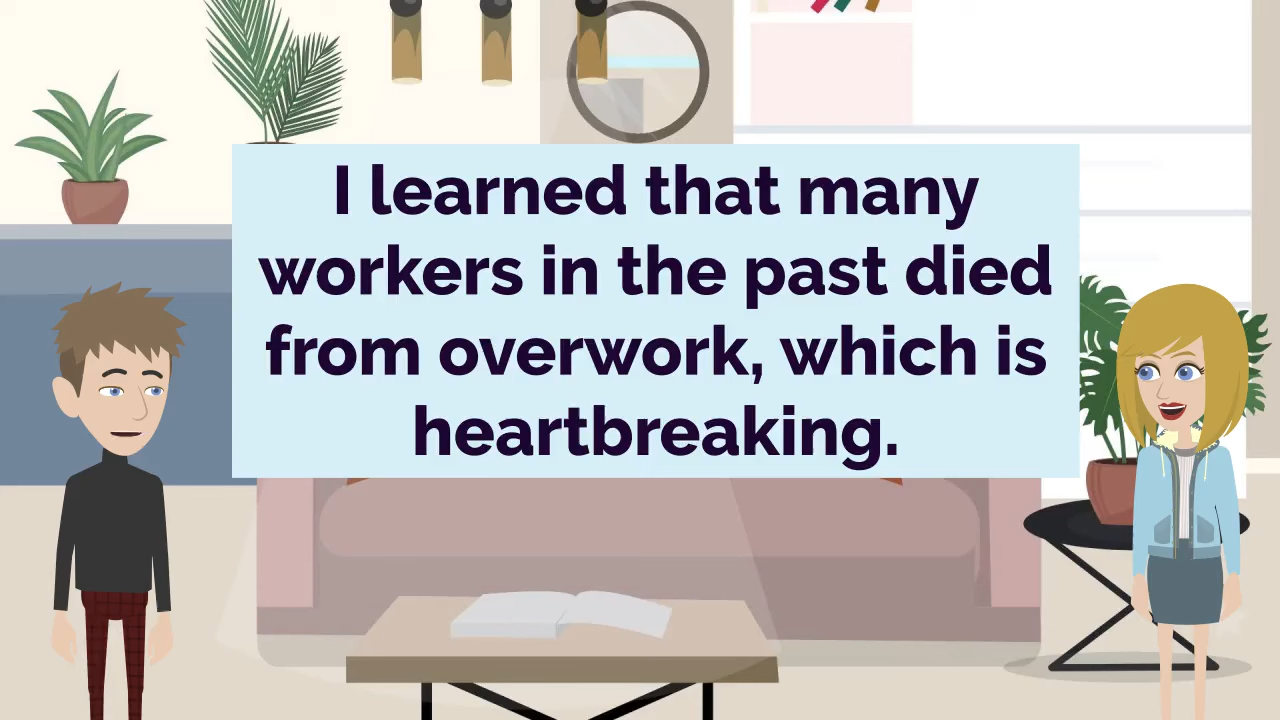 I learned that many
workers in the past died
from overwork, which is
heartbreaking.